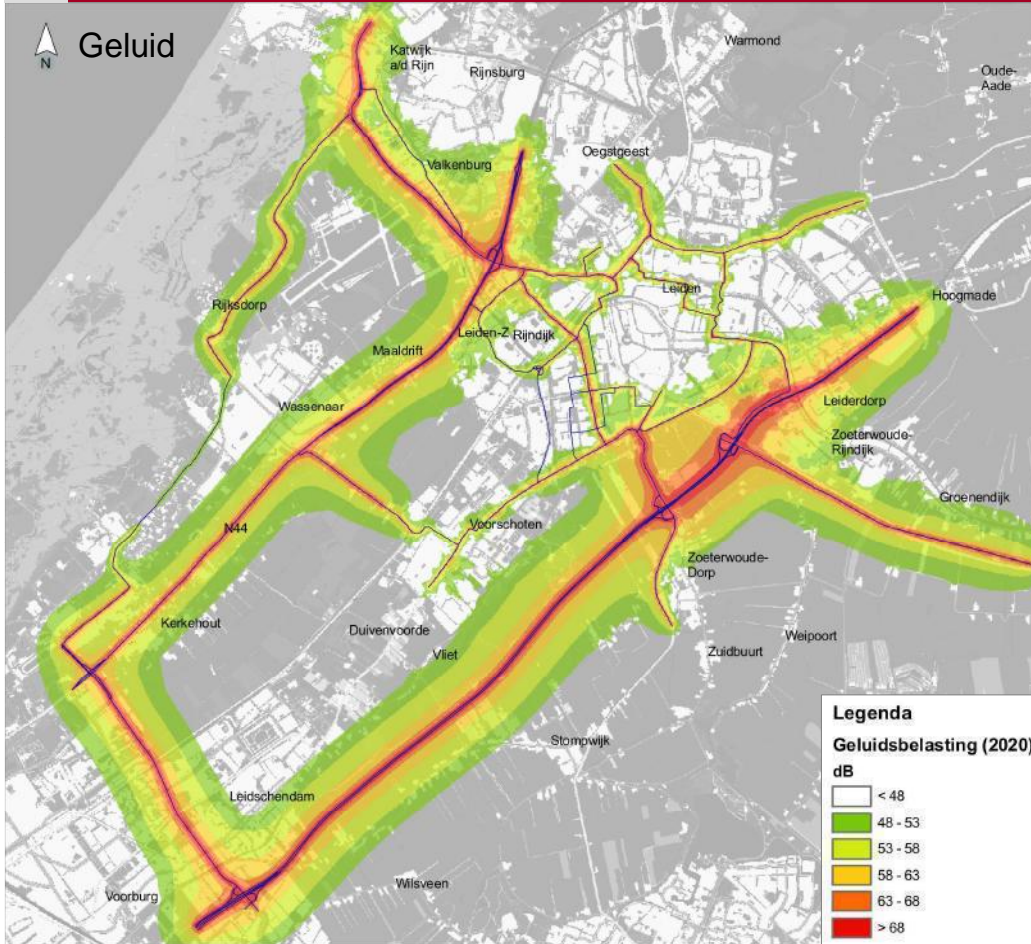 Geluid
N
Katwijk
a/d Rijn
Rijnsburg
Warmond
Oude-
Aade
Valkenburg
Oegstgeest
Rijksdorp
Leiden
Hoogmade
Leiden-Z
Rijndijk
Maaldrift
Wassenaar
Leiderdorp
Zoeterwoude-
Rijndijk
Groenendijk
N44
Voorschoten
Zoeterwoude-
Dorp
Kerkehout
Duivenvoorde
Vliet
Weipoort
Zuidbuurt
Stompwijk
Leidschendam
Voorburg
Wilsveen
Legenda
Geluidsbelasting (2020)
dB
< 48
48 - 53
53 - 58
58 - 63
63 - 68
> 68